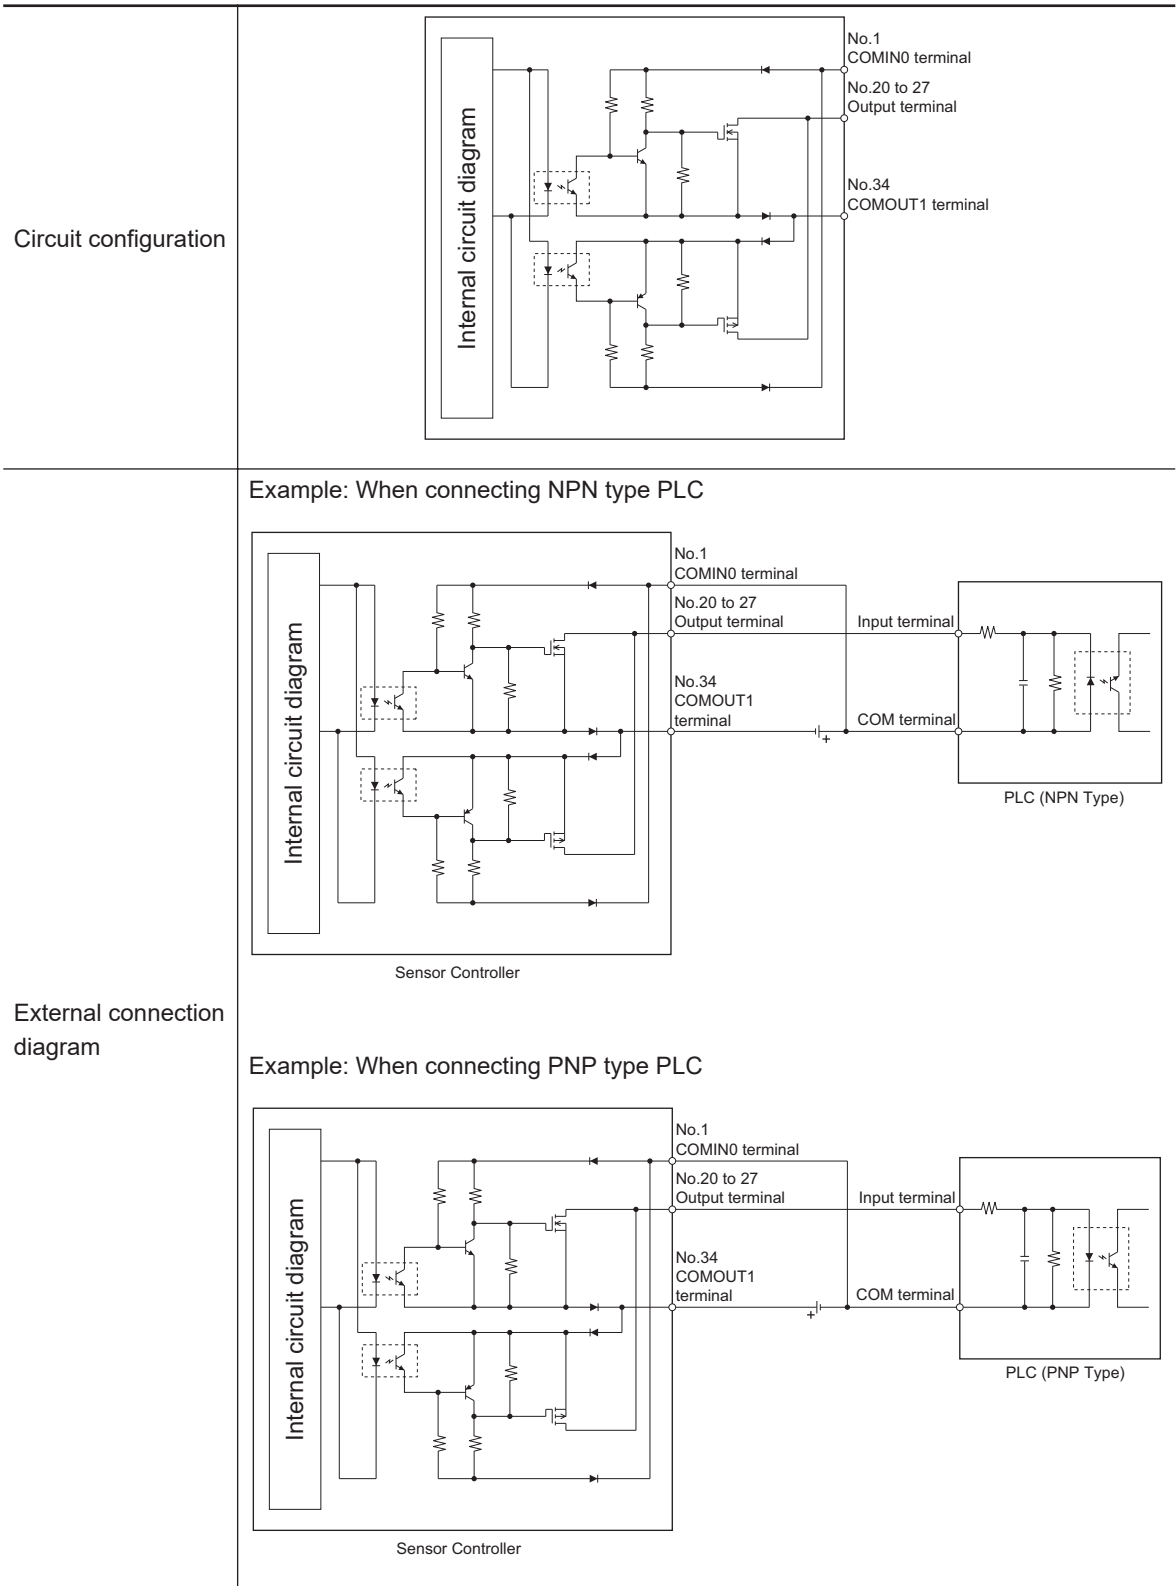 Circuit configuration
Internal circuit diagram
No.1
COMIN0 terminal
No.20 to 27
Output terminal
No.34
COMOUT1 terminal
External connection
diagram
Example: When connecting NPN type PLC
Internal circuit diagram
No.1
COMIN0 terminal
No.20 to 27
Output terminal
Input terminal
No.34
COMOUT1
terminal
COM terminal
+
PLC (NPN Type)
Sensor Controller
Example: When connecting PNP type PLC
Internal circuit diagram
No.1
COMIN0 terminal
No.20 to 27
Output terminal
Input terminal
No.34
COMOUT1
terminal
COM terminal
+
PLC (PNP Type)
Sensor Controller